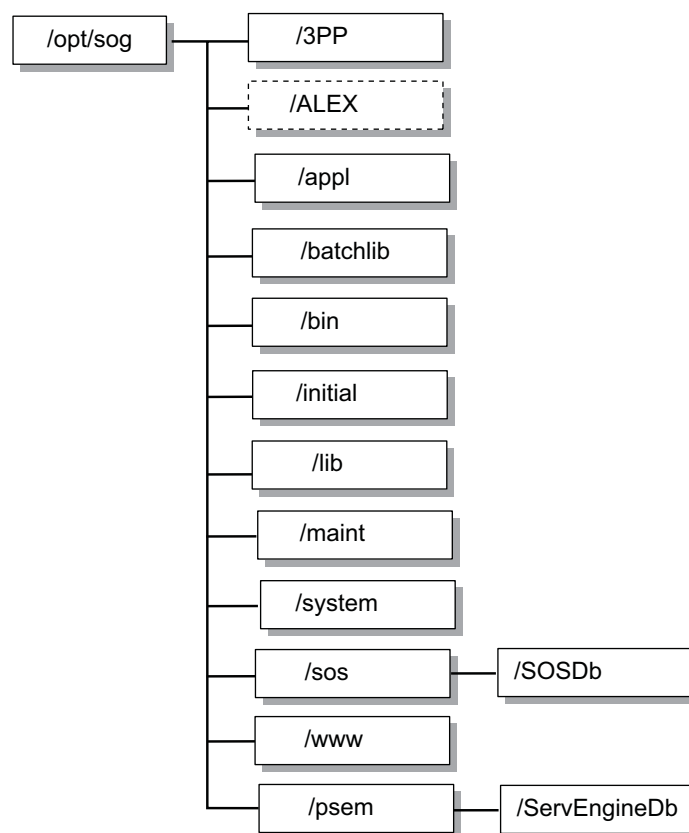 /opt/sog
/3PP
/ALEX
/appl
/batchlib
/bin
/initial
/lib
/maint
/system
/sos
/SOSDb
/www
/psem
/ServEngineDb